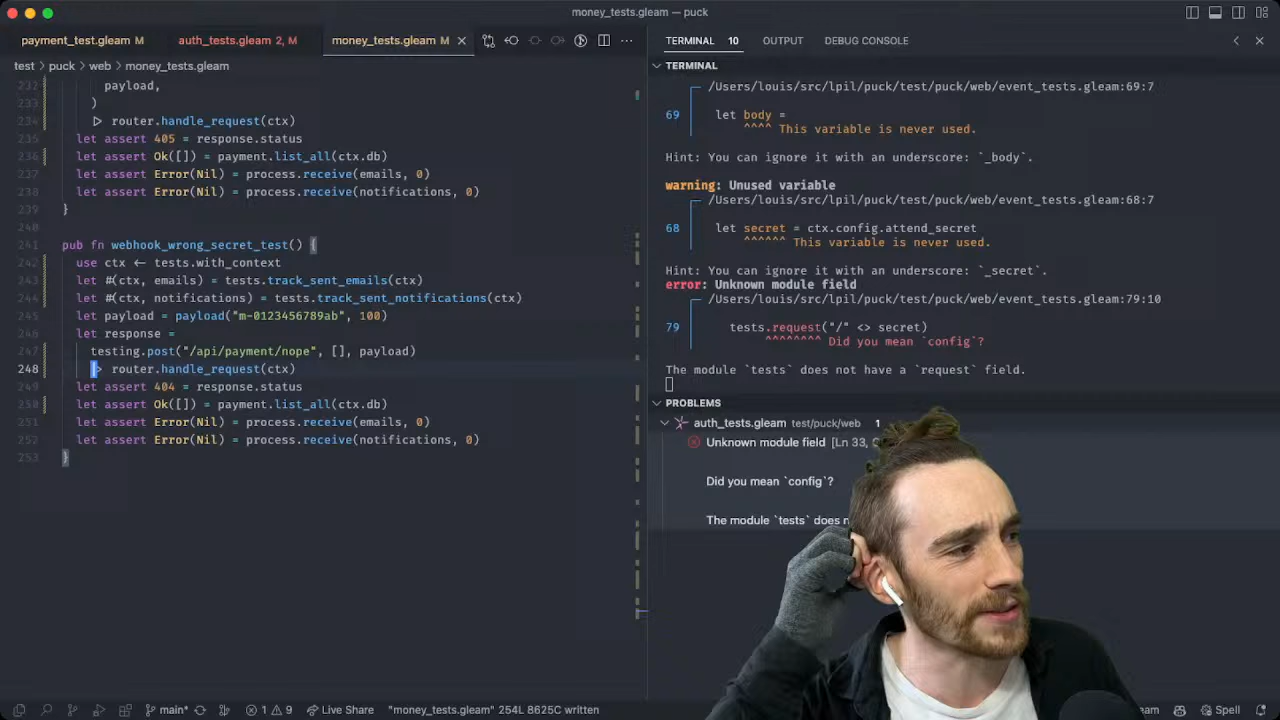 money_tests.gleam — puck
payment_test.gleam M
auth_tests.gleam 2, M
money_tests.gleam M
test > puck > web > money_tests.gleam
232 payload,
233 )
234 |> router.handle_request(ctx)
235 let assert 405 = response.status
236 let assert Ok([]) = payment.list_all(ctx.db)
237 let assert Error(Nil) = process.receive(emails, 0)
238 let assert Error(Nil) = process.receive(notifications, 0)
239 }
240
241 pub fn webhook_wrong_secret_test() {
242 use ctx <- tests.with_context
243 let #(ctx, emails) = tests.track_sent_emails(ctx)
244 let #(ctx, notifications) = tests.track_sent_notifications(ctx)
245 let payload = payload("m-0123456789ab", 100)
246 let response =
247 testing.post("/api/payment/nope", [], payload)
248 |> router.handle_request(ctx)
249 let assert 404 = response.status
250 let assert Ok([]) = payment.list_all(ctx.db)
251 let assert Error(Nil) = process.receive(emails, 0)
252 let assert Error(Nil) = process.receive(notifications, 0)
253 }
TERMINAL 10
OUTPUT
DEBUG CONSOLE
TERMINAL
/Users/louis/src/lpil/puck/test/puck/web/event_tests.gleam:69:7
69 let body =
^^^^ This variable is never used.
Hint: You can ignore it with an underscore: `_body`.
warning: Unused variable
/Users/louis/src/lpil/puck/test/puck/web/event_tests.gleam:68:7
68 let secret = ctx.config.attend_secret
^^^^^^ This variable is never used.
Hint: You can ignore it with an underscore: `_secret`.
error: Unknown module field
/Users/louis/src/lpil/puck/test/puck/web/event_tests.gleam:79:10
79 tests.request("/" <> secret)
^^^^^^^^ Did you mean `config`?
The module `tests` does not have a `request` field.
PROBLEMS
auth_tests.gleam test/puck/web 1
Unknown module field [Ln 33,
Did you mean `config`?
The module `tests` does
main* 1 9 Live Share "money_tests.gleam" 254L 8625C written
Spell